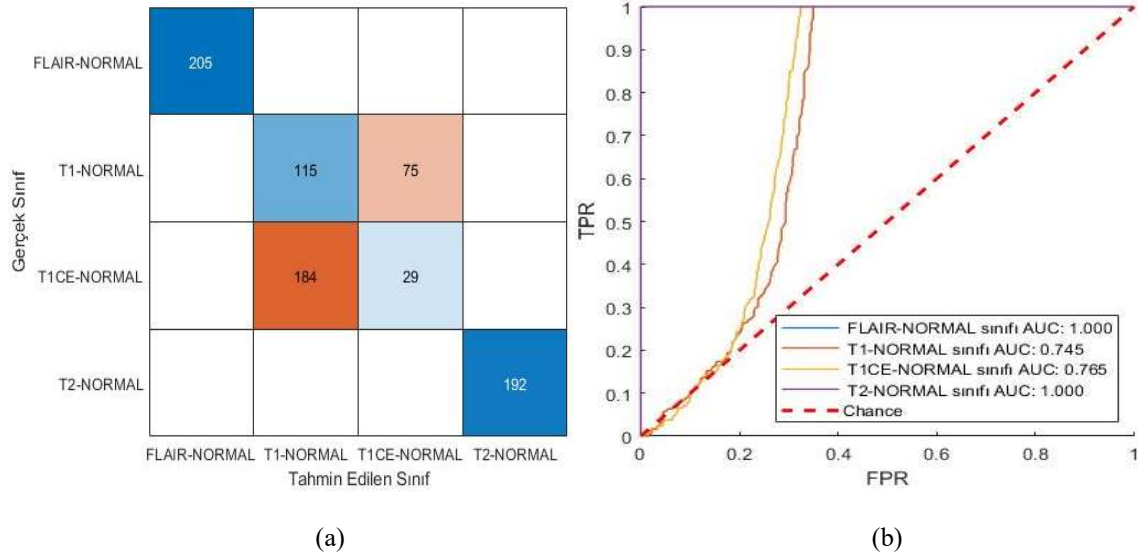 FLAIR-NORMAL
T1-NORMAL
T1CE-NORMAL
T2-NORMAL
Gerçek Sınıf
205
115 75
184 29
192
FLAIR-NORMAL T1-NORMAL T1CE-NORMAL T2-NORMAL
Tahmin Edilen Sınıf
(a)
1
0.9
0.8
0.7
0.6
0.5
0.4
0.3
0.2
0.1
0
TPR
FLAIR-NORMAL sınıfı AUC: 1.000
T1-NORMAL sınıfı AUC: 0.745
T1CE-NORMAL sınıfı AUC: 0.765
T2-NORMAL sınıfı AUC: 1.000
Chance
0 0.2 0.4 0.6 0.8 1
FPR
(b)